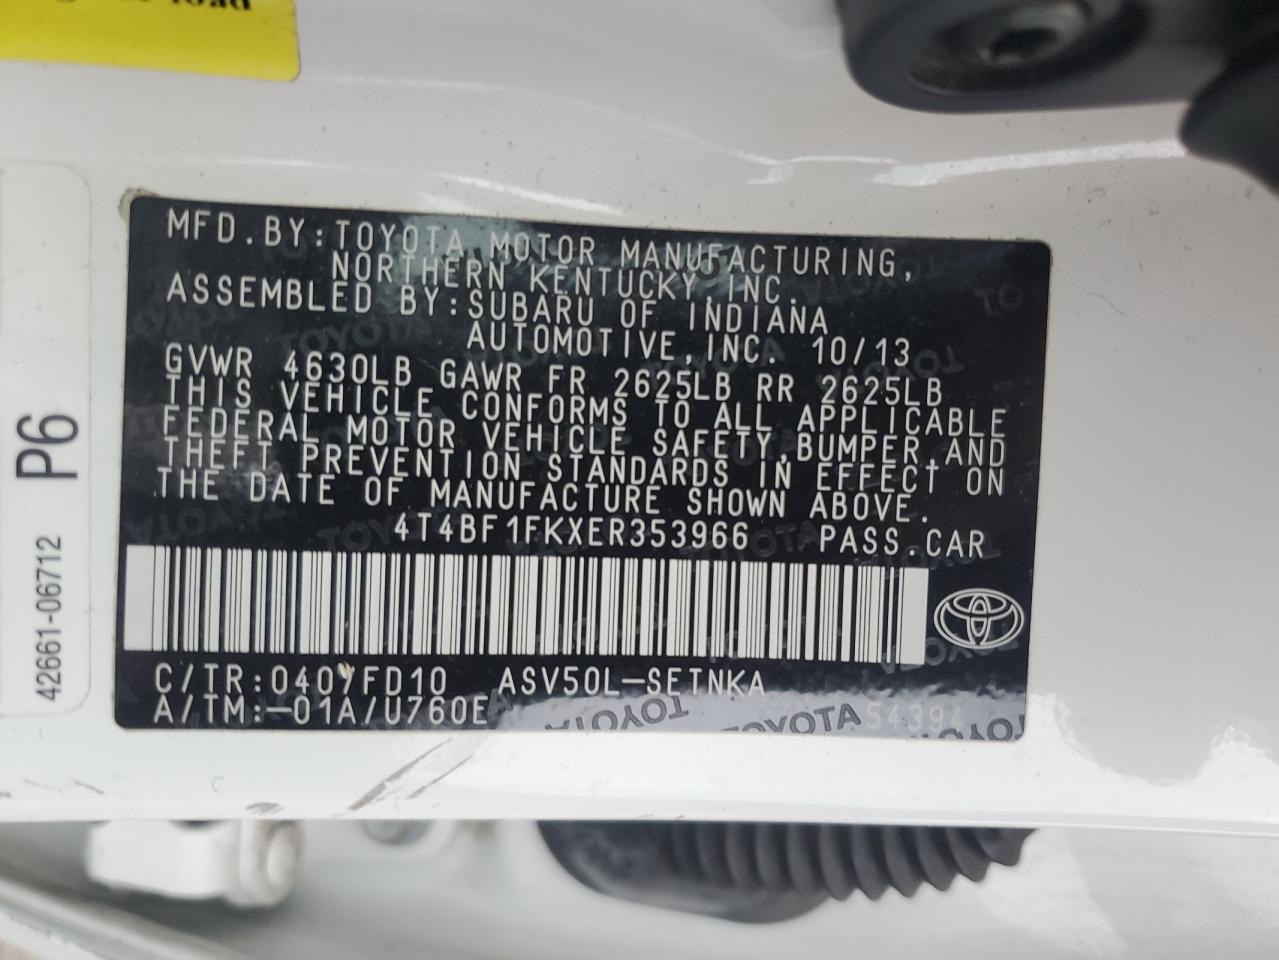 road
P6
42661-06712
MFD.BY:TOYOTA MOTOR MANUFACTURING,
NORTHERN KENTUCKY,INC.
ASSEMBLED BY:SUBARU OF INDIANA
AUTOMOTIVE,INC. 10/13
GVWR 4630LB GAWR FR 2625LB RR 2625LB
THIS VEHICLE CONFORMS TO ALL APPLICABLE
FEDERAL MOTOR VEHICLE SAFETY,BUMPER,AND
THEFT PREVENTION STANDARDS IN EFFECT ON
THE DATE OF MANUFACTURE SHOWN ABOVE.
4T4BF1FKXER353966 PASS.CAR
C/TR:040 FD10 ASV50L-SETNKA
A/TM:-01A/U760E
TOYOTA 54394